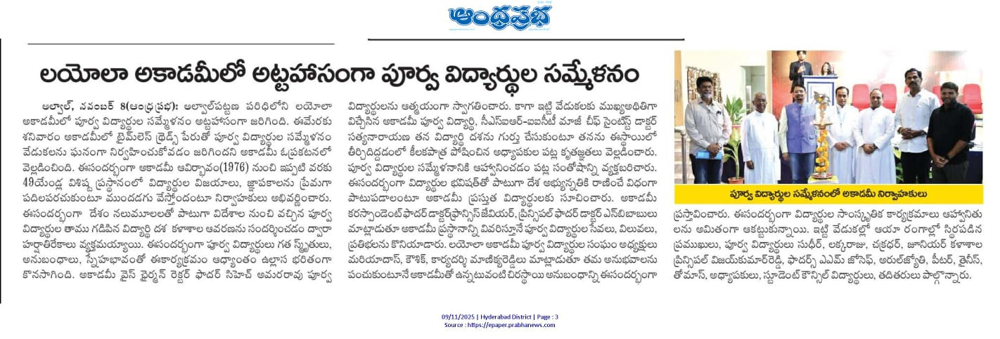 ఆంధ్రప్రభ
లయోలా అకాడమీలో అట్టహాసంగా పూర్వ విద్యార్థుల సమ్మేళనం
అల్వాల్, నవంబర్ 8(ఆంధ్రప్రభ): అల్వాల్‌పట్టణ పరిధిలోని లయోలా
అకాడమీలో పూర్వ విద్యార్థుల సమ్మేళనం అట్టహాసంగా జరిగింది. ఈమేరకు
శనివారం అకాడమీలో టైమ్‌లెస్ థ్రెడ్స్ పేరుతో పూర్వ విద్యార్థుల సమ్మేళనం
వేడుకలను ఘనంగా నిర్వహించుకోవడం జరిగిందని అకాడమీ ఓప్రకటనలో
వెల్లడించింది. ఈసందర్భంగా అకాడమీ ఆవిర్భావం(1976) నుంచి ఇప్పటి వరకు
49యేండ్ల విశిష్ట ప్రస్థానంలో విద్యార్థుల విజయాలు, జ్ఞాపకాలను ప్రేమగా
పదిలపరచుకుంటూ ముందడగు వేస్తోందంటూ నిర్వాహకులు అభివర్ణించారు.
ఈసందర్భంగా దేశం నలుమూలలతో పాటుగా విదేశాల నుంచి వచ్చిన పూర్వ
విద్యార్థుల తాము గడిపిన విద్యార్థి దశ కళాశాల ఆవరణను సందర్శించడం ద్వారా
హర్షాతిరేకాలు వ్యక్తమయ్యాయి. ఈసందర్భంగా పూర్వ విద్యార్థులు గత స్మృతులు,
అనుబంధాలు, స్నేహభావంతో ఈకార్యక్రమం ఆధ్యాంతం ఉల్లాస భరితంగా
కొనసాగింది. అకాడమీ వైస్ ఛైర్మన్ రెక్టర్ ఫాదర్ సిహెచ్ అమరరావు పూర్వ
విద్యార్థులను ఆత్మయంగా స్వాగతించారు. కాగా ఇట్టి వేడుకలకు ముఖ్యఅథితిగా
విచ్చేసిన అకాడమీ పూర్వ విద్యార్థి, సీఎస్ఐఆర్-ఐఐసీటీ మాజీ చీఫ్ సైంటిస్ట్ డాక్టర్
సత్యనారాయణ తన విద్యార్థి దశను గుర్తు చేసుకుంటూ తనను ఈస్థాయిలో
తీర్చిదిద్దడంలో కీలకపాత్ర పోషించిన అధ్యాపకుల పట్ల కృతజ్ఞతలు వెల్లడించారు.
పూర్వ విద్యార్థుల సమ్మేళనానికి ఆహ్వానించడం పట్ల సంతోషాన్ని వ్యక్తబరిచారు.
ఈసందర్భంగా విద్యార్థుల భవిషత్‌తో పాటుగా దేశ అభ్యున్నతికి రాణించే విధంగా
పాటుపడాలంటూ అకాడమీ ప్రస్తుత విద్యార్థులకు సూచించారు. అకాడమీ
కరస్పాండెంట్ ఫాదర్ డాక్టర్ ఫ్రాన్సిస్ జేవియర్, ప్రిన్సిపల్ ఫాదర్ డాక్టర్ ఎన్‌బిబాబులు
మాట్లాడుతూ అకాడమీ ప్రస్థానాన్ని వివరిస్తూనే పూర్వ విద్యార్థుల సేవలు, విలువలు,
ప్రతిభలను కొనియాడారు. లయోలా అకాడమీ పూర్వ విద్యార్థుల సంఘం అధ్యక్షులు
మరియాదాస్, కౌశిక్, కార్యదర్శి మాణిక్యరెడ్డిలు మాట్లాడుతూ తమ అనుభవాలను
పంచుకుంటూనే అకాడమీతో ఉన్నటువంటి చిరస్థాయి అనుబంధాన్ని ఈసందర్భంగా
పూర్వ విద్యార్థుల సమ్మేళనంలో అకాడమీ నిర్వాహకులు
ప్రస్తావించారు. ఈసందర్భంగా విద్యార్థుల సాంస్కృతిక కార్యక్రమాలు ఆహ్వానితు
లను అమితంగా ఆకట్టుకున్నాయి. ఇట్టి వేడుకల్లో ఆయా రంగాల్లో స్థిరపడిన
ప్రముఖులు, పూర్వ విద్యార్థులు సుధీర్, లక్కరాజు, చక్రధర్, జూనియర్ కళాశాల
ప్రిన్సిపల్ విజయ్‌కుమార్‌రెడ్డి, ఫాదర్స్ ఎఎమ్ జోసెఫ్, అరుల్‌జ్యోతి, పీటర్, తైనీస్,
తోమాస్, అధ్యాపకులు, స్టూడెంట్ కౌన్సిల్ విద్యార్థులు, తదితరులు పాల్గొన్నారు.
09/11/2025 | Hyderabad District | Page : 3
Source : https://epaper.prabhanews.com